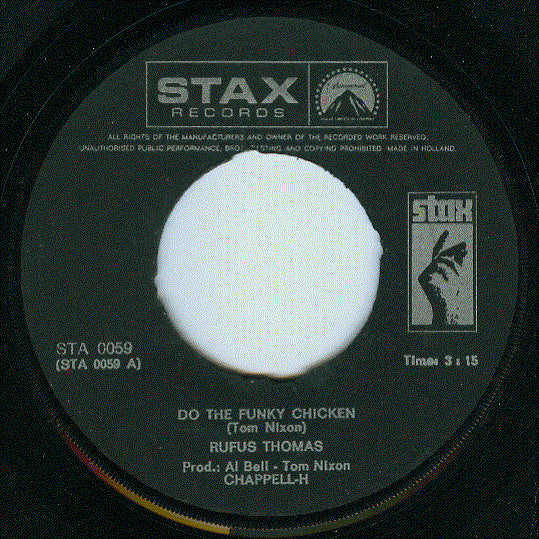 STAX
RECORDS
ALL RIGHTS OF THE MANUFACTURERS AND OWNER OF THE RECORDED WORK RESERVED.
UNAUTHORISED PUBLIC PERFORMANCE, BROADCASTING AND COPYING PROHIBITED. MADE IN HOLLAND.
stax
STA 0059
(STA 0059 A)
Time: 3 : 15
DO THE FUNKY CHICKEN
(Tom Nixon)
RUFUS THOMAS
Prod.: Al Bell - Tom Nixon
CHAPPELL-H